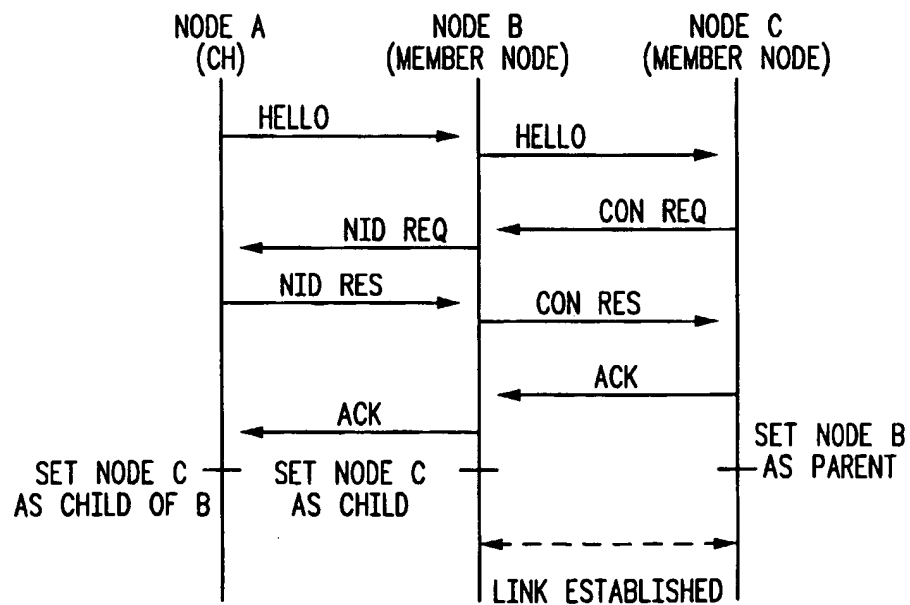 NODE A
(CH)
NODE B
(MEMBER NODE)
NODE C
(MEMBER NODE)
HELLO
HELLO
CON REQ
NID REQ
NID RES
CON RES
ACK
ACK
SET NODE B
AS PARENT
SET NODE C
AS CHILD OF B
SET NODE C
AS CHILD
LINK ESTABLISHED